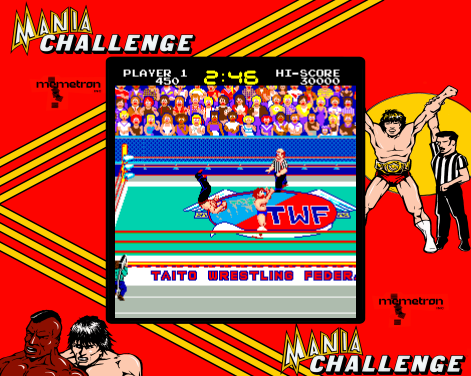 MANIA
CHALLENGE
PLAYER 1
450
2:46
HI-SCORE
30000
memetron
TWF
TAITO WRESTLING FEDERA
memetron
MANIA
CHALLENGE